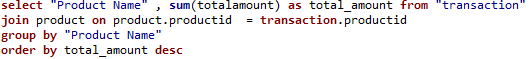 select "Product Name" , sum(totalamount) as total_amount from "transaction"
join product on product.productid  = transaction.productid
group by "Product Name"
order by total_amount desc